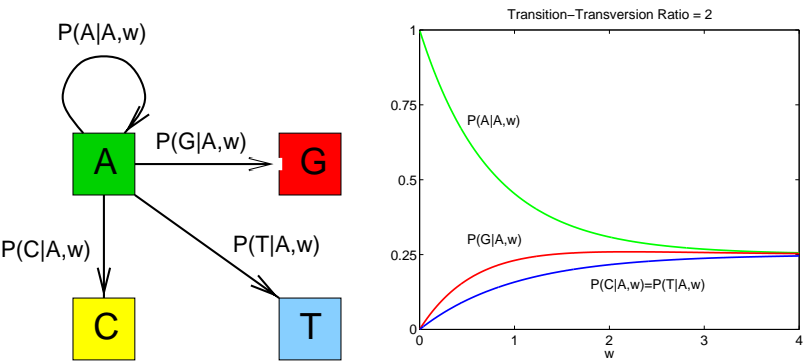 P(A|A,w)
A
P(G|A,w)
G
P(C|A,w)
P(T|A,w)
C
T
Transition−Transversion Ratio = 2
1
0.75
0.5
0.25
0
P(A|A,w)
P(G|A,w)
P(C|A,w)=P(T|A,w)
0 1 2 3 4
w